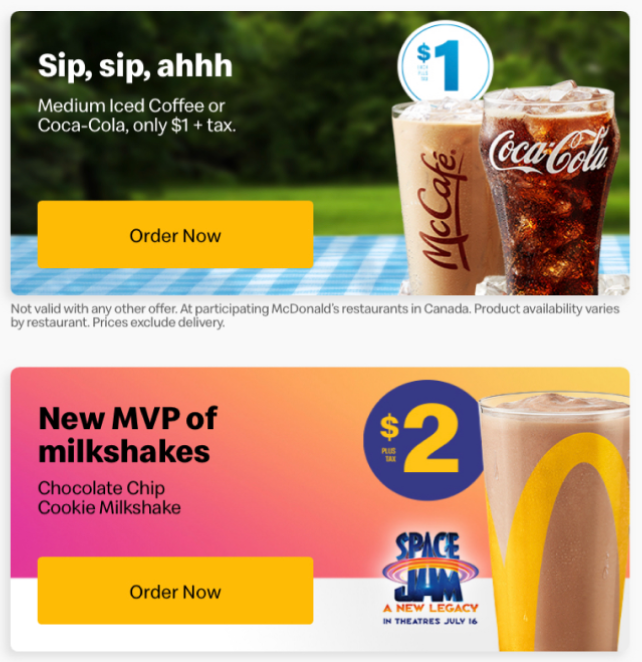 Sip, sip, ahhh
Medium Iced Coffee or
Coca-Cola, only $1 + tax.
Order Now
$1
PLUS
TAX
McCafé.
Coca-Cola
Not valid with any other offer. At participating McDonald's restaurants in Canada. Product availability varies
by restaurant. Prices exclude delivery.
New MVP of
milkshakes
Chocolate Chip
Cookie Milkshake
Order Now
$2
PLUS
TAX
SPACE
JAM
A NEW LEGACY
IN THEATRES JULY 16